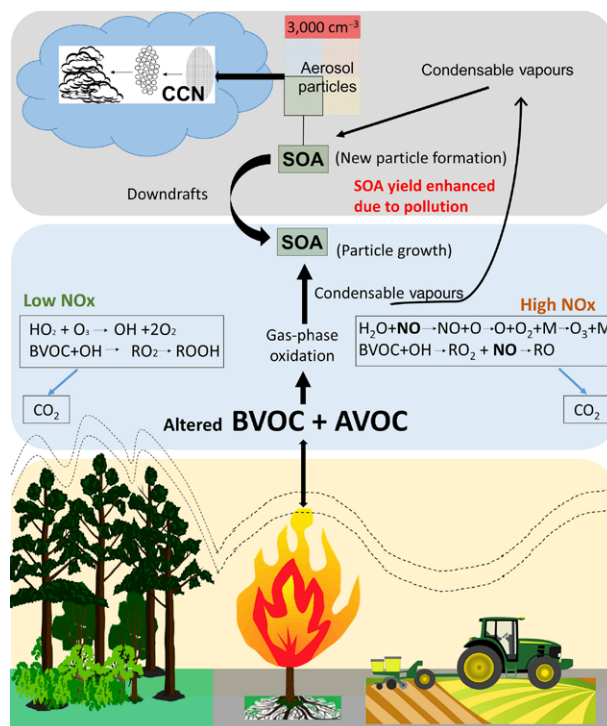 3,000 cm⁻³
Aerosol
particles
CCN
Condensable vapours
SOA
(New particle formation)
Downdrafts
SOA yield enhanced
due to pollution
SOA
(Particle growth)
Condensable vapours
Low NOx
HO₂ + O₃→ OH +2O₂
BVOC+OH → RO₂→ ROOH
CO₂
Gas-phase
oxidation
High NOx
H₂O+NO→NO+O→O+O₂+M→O₃+M
BVOC+OH→RO₂ + NO→RO
CO₂
Altered BVOC + AVOC